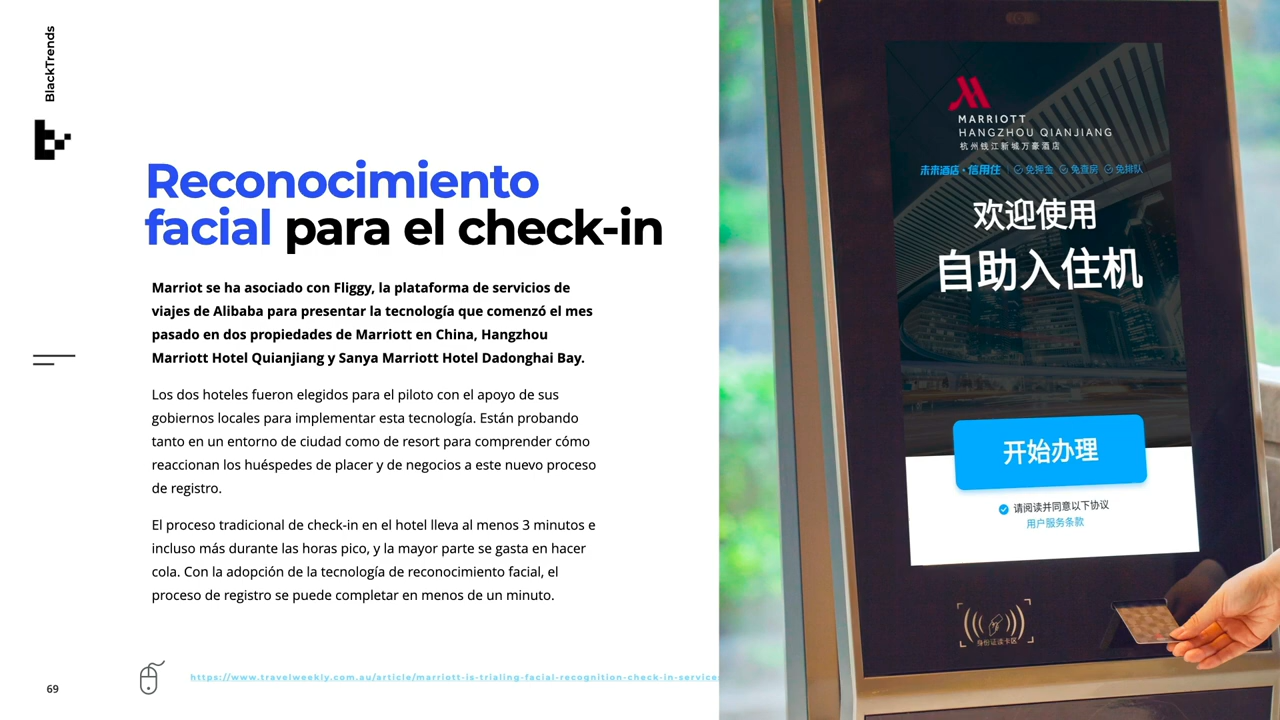 BlackTrends
Reconocimiento
facial para el check-in
Marriot se ha asociado con Fliggy, la plataforma de servicios de
viajes de Alibaba para presentar la tecnología que comenzó el mes
pasado en dos propiedades de Marriott en China, Hangzhou
Marriott Hotel Quianjiang y Sanya Marriott Hotel Dadonghai Bay.
Los dos hoteles fueron elegidos para el piloto con el apoyo de sus
gobiernos locales para implementar esta tecnología. Están probando
tanto en un entorno de ciudad como de resort para comprender cómo
reaccionan los huéspedes de placer y de negocios a este nuevo proceso
de registro.
El proceso tradicional de check-in en el hotel lleva al menos 3 minutos e
incluso más durante las horas pico, y la mayor parte se gasta en hacer
cola. Con la adopción de la tecnología de reconocimiento facial, el
proceso de registro se puede completar en menos de un minuto.
https://www.travelweekly.com.au/article/marriott-is-trialing-facial-recognition-check-in-service
69
MARRIOTT
HANGZHOU QIANJIANG
杭州钱江新城万豪酒店
未来酒店·信用住 免押金 免查房 免排队
欢迎使用
自助入住机
开始办理
请阅读并同意以下协议
用户服务条款
身份证读卡区